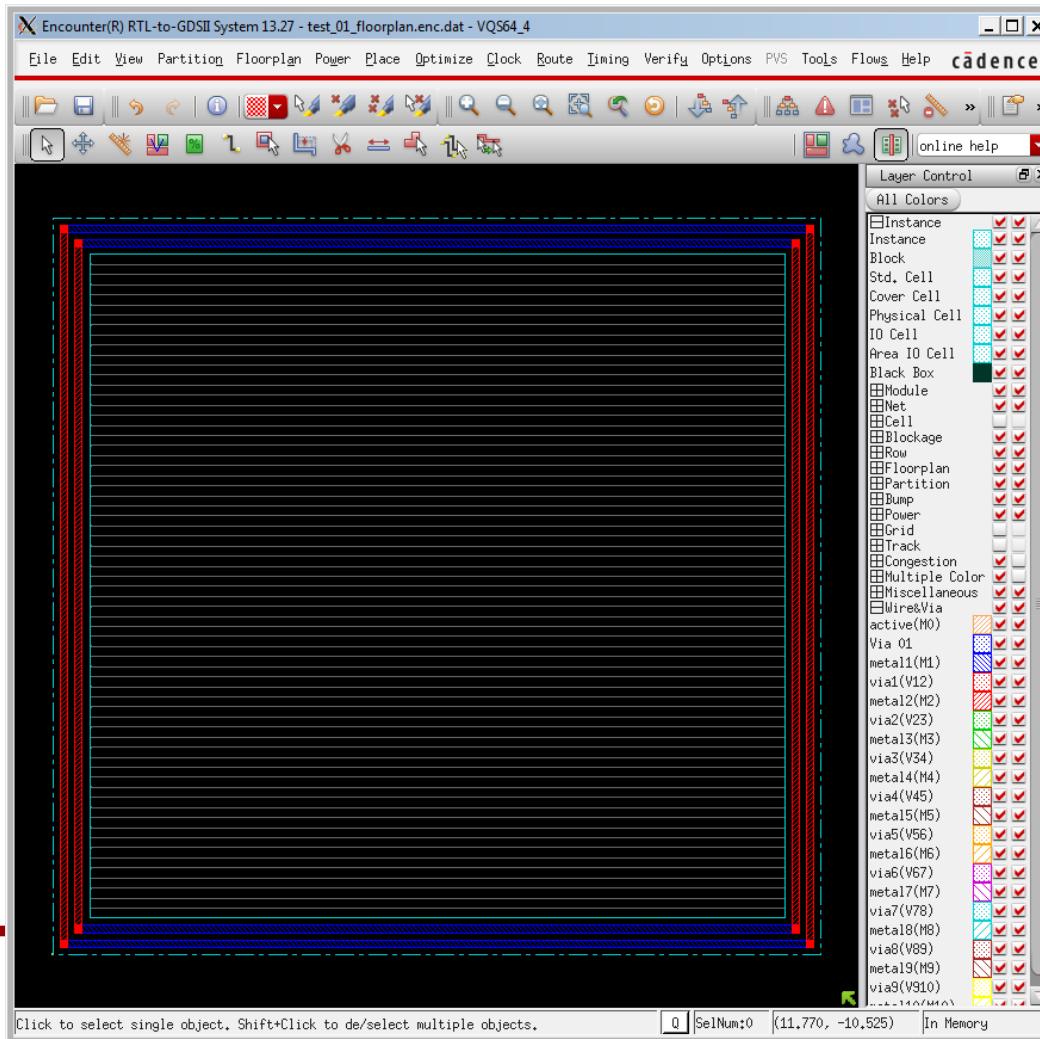 Encounter(R) RTL-to-GDSII System 13.27 - test_01_floorplan.enc.dat - VQS64_4
File Edit View Partition Floorplan Power Place Optimize Clock Route Timing Verify Options PVS Tools Flows Help cādence
online help
Layer Control
All Colors
Instance
Instance
Block
Std. Cell
Cover Cell
Physical Cell
IO Cell
Area IO Cell
Black Box
Module
Net
Cell
Blockage
Row
Floorplan
Partition
Bump
Power
Grid
Track
Congestion
Multiple Color
Miscellaneous
Wire&Via
active(M0)
Via 01
metal1(M1)
via1(V12)
metal2(M2)
via2(V23)
metal3(M3)
via3(V34)
metal4(M4)
via4(V45)
metal5(M5)
via5(V56)
metal6(M6)
via6(V67)
metal7(M7)
via7(V78)
metal8(M8)
via8(V89)
metal9(M9)
via9(V910)
Click to select single object. Shift+Click to de/select multiple objects. Q SelNum:0 (11.770, -10.525) In Memory